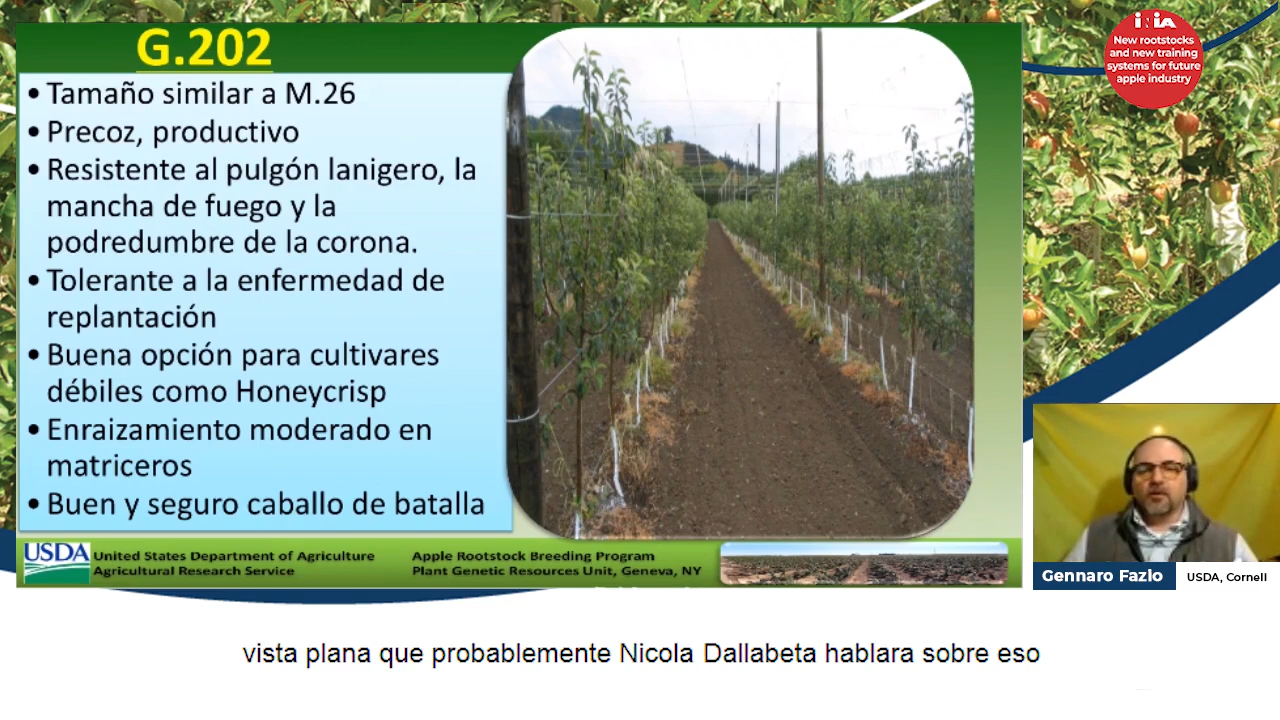 G.202
• Tamaño similar a M.26
• Precoz, productivo
• Resistente al pulgón lanigero, la
mancha de fuego y la
podredumbre de la corona.
• Tolerante a la enfermedad de
replantación
• Buena opción para cultivares
débiles como Honeycrisp
• Enraizamiento moderado en
matriceros
• Buen y seguro caballo de batalla
USDA
United States Department of Agriculture
Agricultural Research Service
Apple Rootstock Breeding Program
Plant Genetic Resources Unit, Geneva, NY
iNiA
New rootstocks
and new training
systems for future
apple industry
Gennaro Fazio
USDA, Cornell
vista plana que probablemente Nicola Dallabeta hablara sobre eso